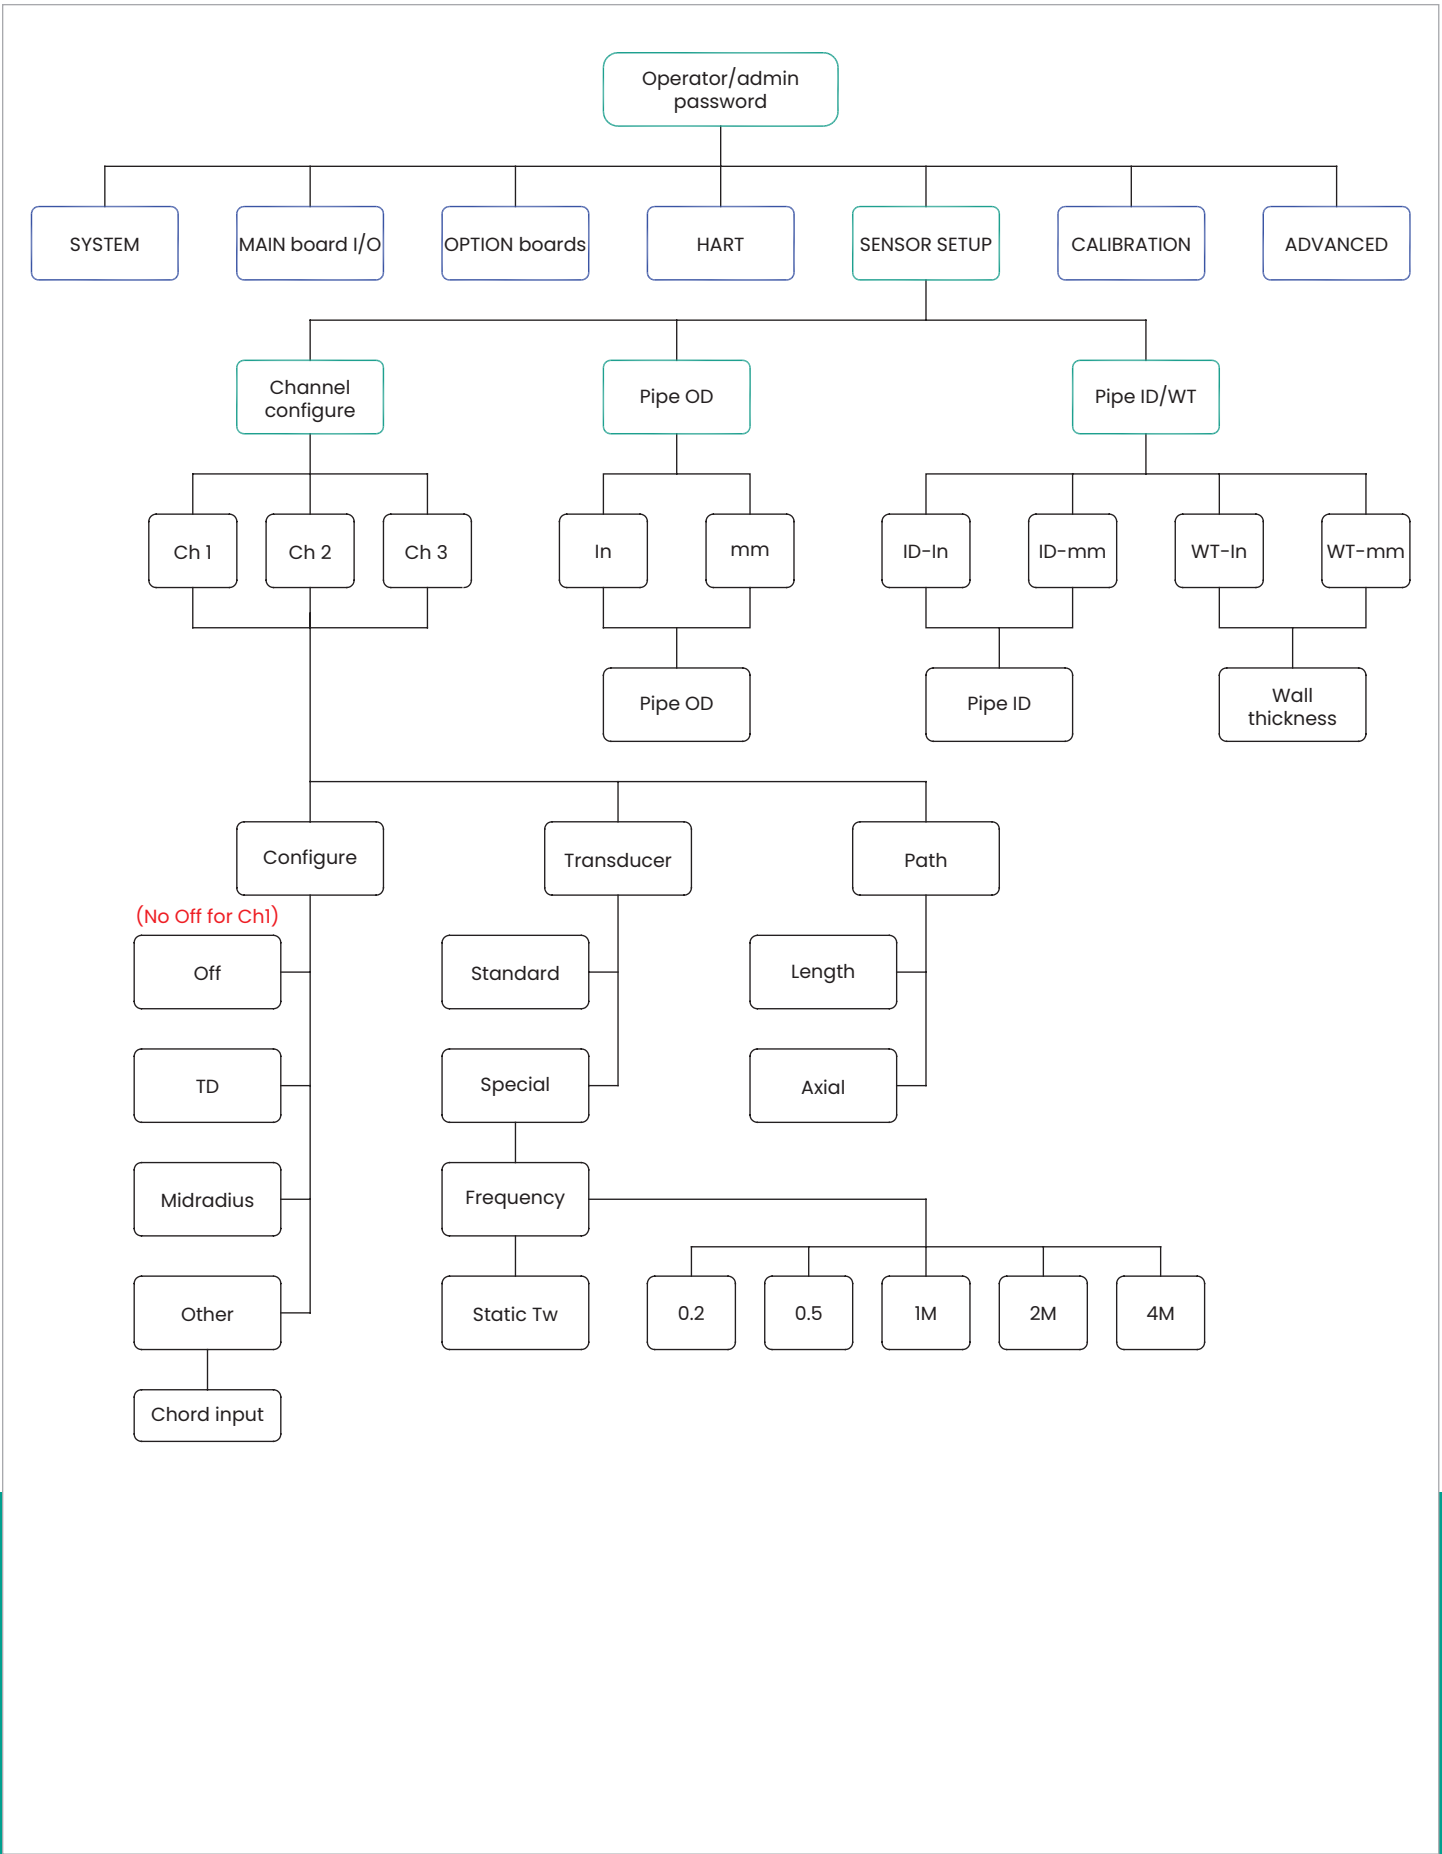 Operator/admin
password
SYSTEM
MAIN board I/O
OPTION boards
HART
SENSOR SETUP
CALIBRATION
ADVANCED
Channel
configure
Pipe OD
Pipe ID/WT
Ch 1
Ch 2
Ch 3
In
mm
ID-In
ID-mm
WT-In
WT-mm
Pipe OD
Pipe ID
Wall
thickness
Configure
Transducer
Path
(No Off for Ch1)
Off
Standard
Length
TD
Special
Axial
Midradius
Frequency
Other
Static Tw
0.2
0.5
1M
2M
4M
Chord input